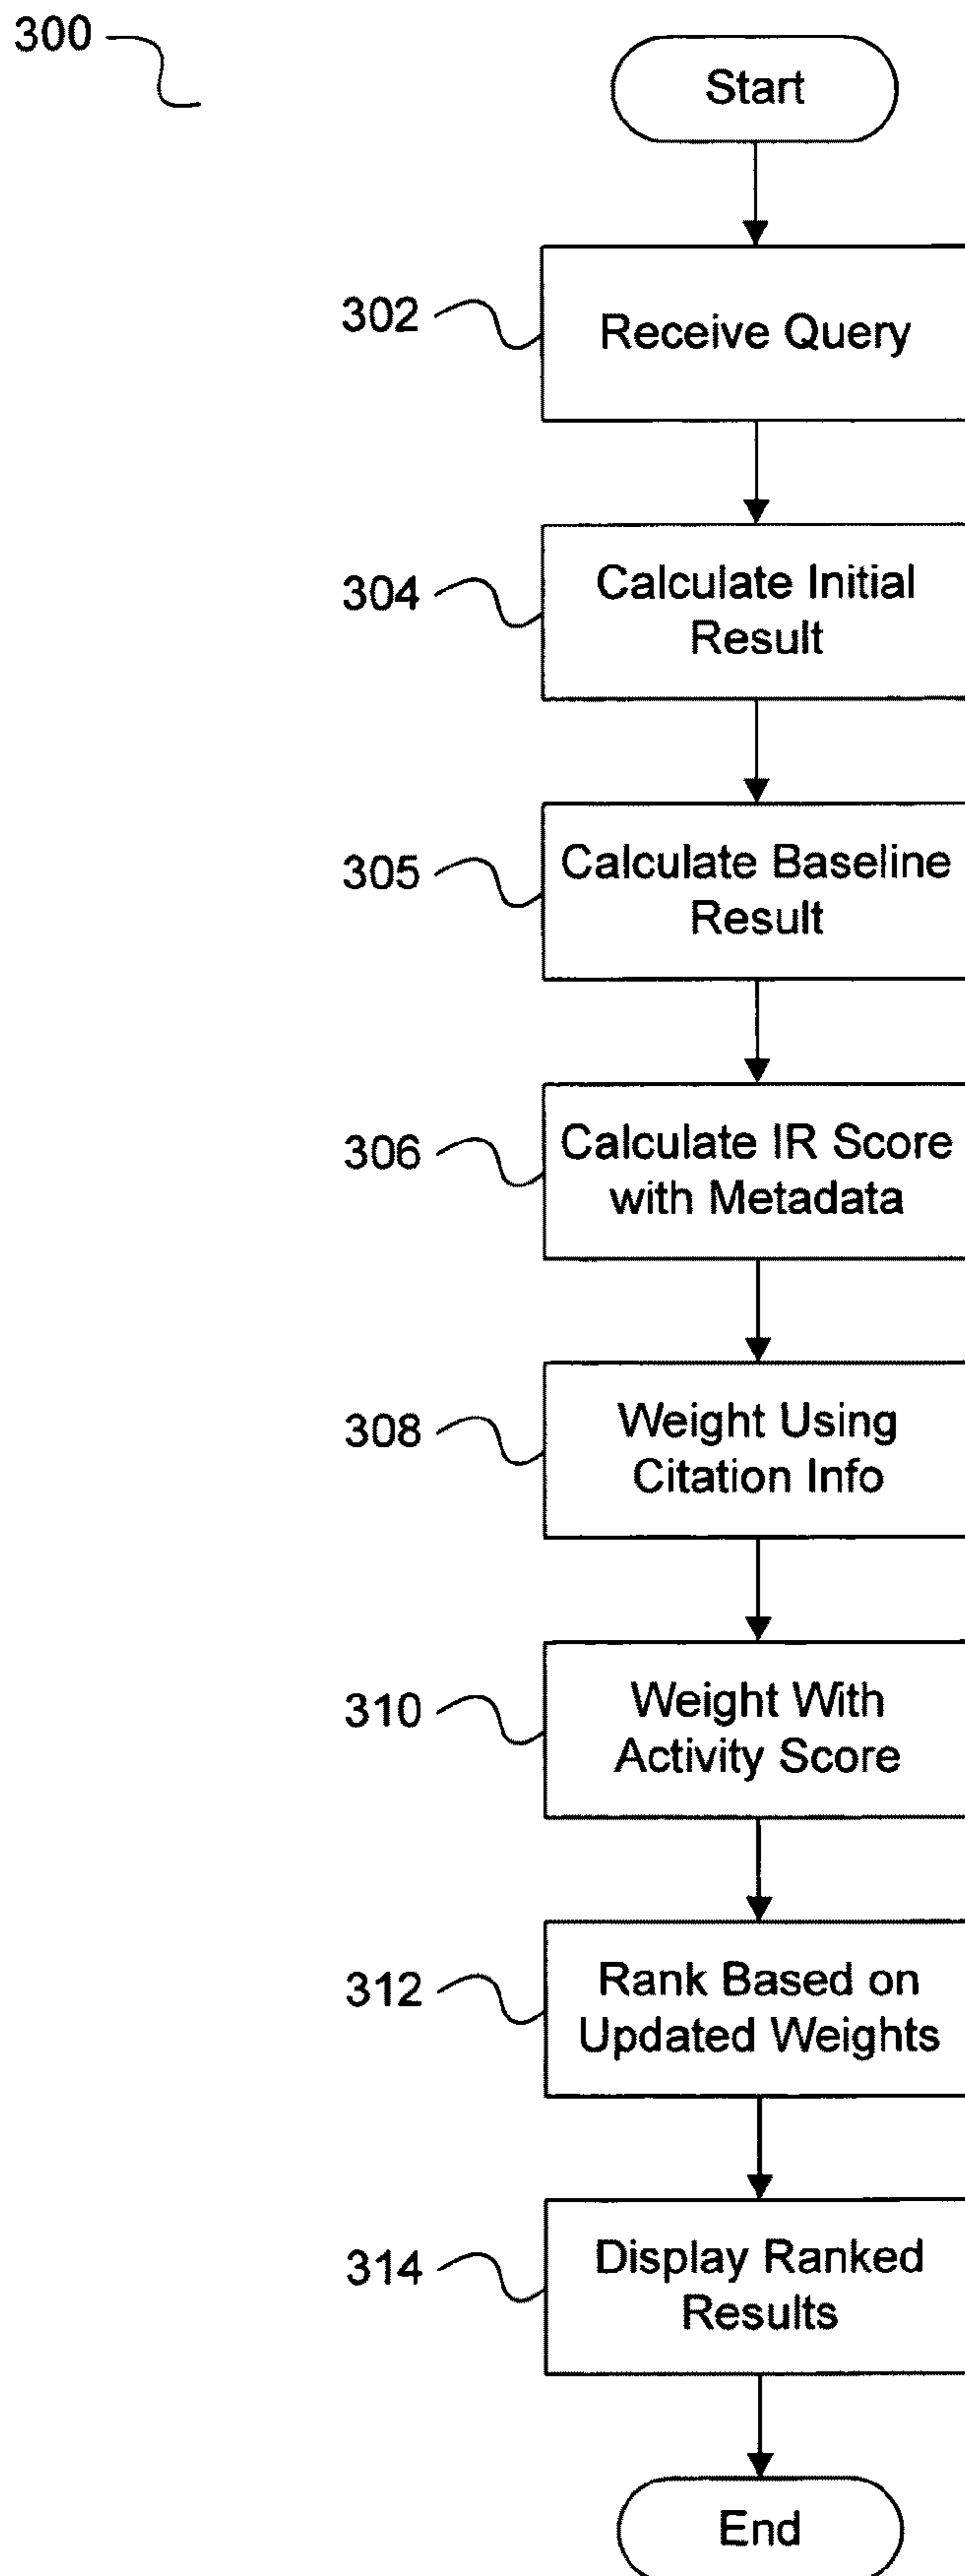 300
Start
302
Receive Query
304
Calculate Initial
Result
305
Calculate Baseline
Result
306
Calculate IR Score
with Metadata
308
Weight Using
Citation Info
310
Weight With
Activity Score
312
Rank Based on
Updated Weights
314
Display Ranked
Results
End